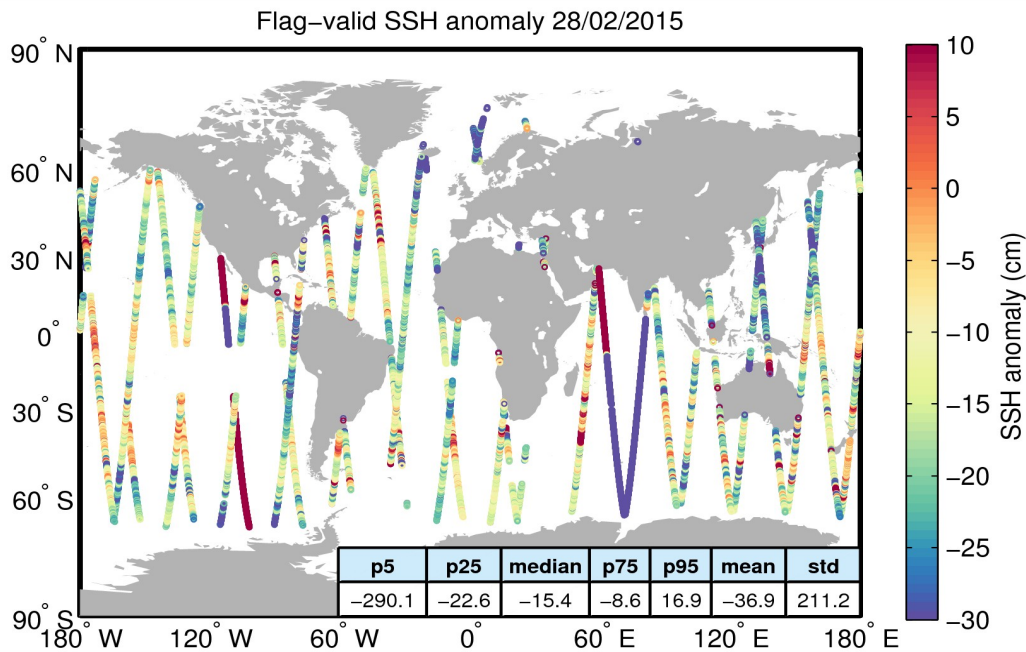 Flag−valid SSH anomaly 28/02/2015
90° N
60° N
30° N
0°
30° S
60° S
90° S
180° W
120° W
60° W
0°
60° E
120° E
180° E
p5 p25 median p75 p95 mean std
−290.1 −22.6 −15.4 −8.6 16.9 −36.9 211.2
10
5
0
−5
−10
−15
−20
−25
−30
SSH anomaly (cm)